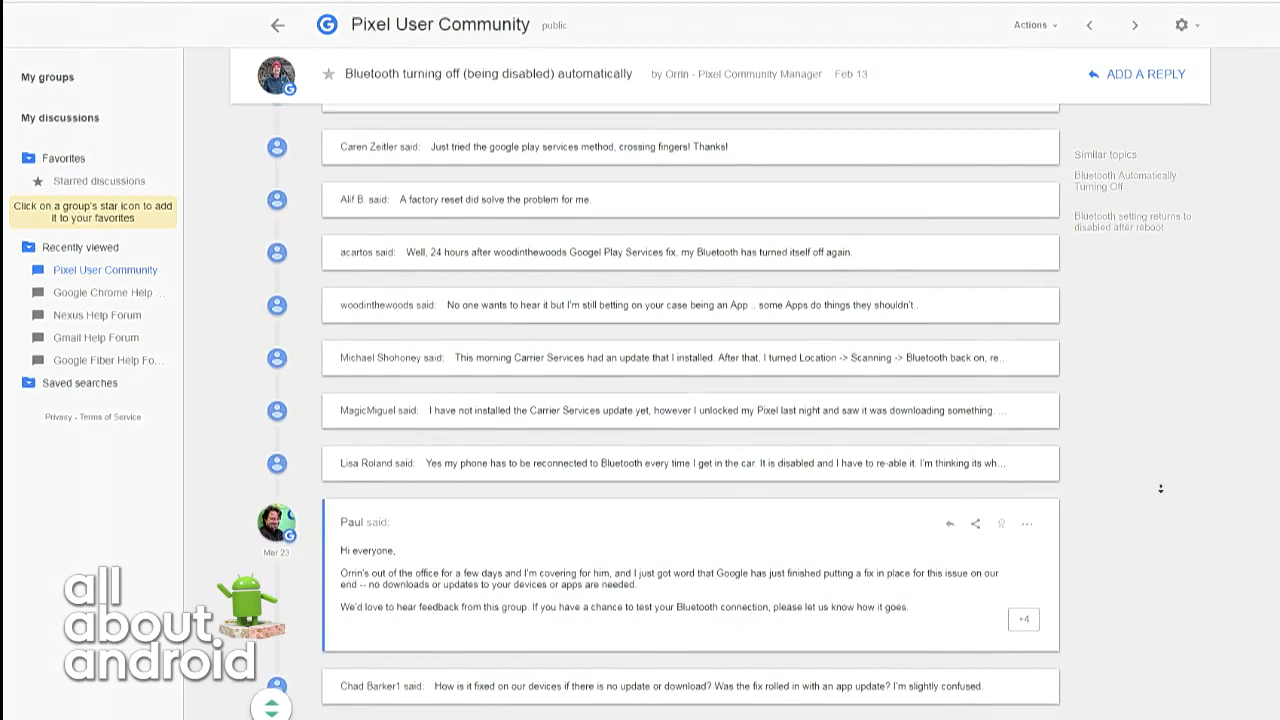 Pixel User Community public
Actions
My groups
My discussions
Favorites
Starred discussions
Click on a group's star icon to add
it to your favorites
Recently viewed
Pixel User Community
Google Chrome Help ...
Nexus Help Forum
Gmail Help Forum
Google Fiber Help Fo...
Saved searches
Privacy - Terms of Service
Bluetooth turning off (being disabled) automatically by Orrin - Pixel Community Manager Feb 13
ADD A REPLY
Caren Zeitler said: Just tried the google play services method, crossing fingers! Thanks!
Alif B. said: A factory reset did solve the problem for me.
acartos said: Well, 24 hours after woodinthewoods Googel Play Services fix, my Bluetooth has turned itself off again.
woodinthewoods said: No one wants to hear it but I'm still betting on your case being an App .. some Apps do things they shouldn't..
Michael Shohoney said: This morning Carrier Services had an update that I installed. After that, I turned Location -> Scanning -> Bluetooth back on, re...
MagicMiguel said: I have not installed the Carrier Services update yet, however I unlocked my Pixel last night and saw it was downloading something. ...
Lisa Roland said: Yes my phone has to be reconnected to Bluetooth every time I get in the car. It is disabled and I have to re-able it. I'm thinking its wh...
Mar 23
Paul said:
Hi everyone,
Orrin's out of the office for a few days and I'm covering for him, and I just got word that Google has just finished putting a fix in place for this issue on our
end -- no downloads or updates to your devices or apps are needed.
We'd love to hear feedback from this group. If you have a chance to test your Bluetooth connection, please let us know how it goes.
+4
Chad Barker1 said: How is it fixed on our devices if there is no update or download? Was the fix rolled in with an app update? I'm slightly confused.
Similar topics
Bluetooth Automatically
Turning Off
Bluetooth setting returns to
disabled after reboot
all
about
android